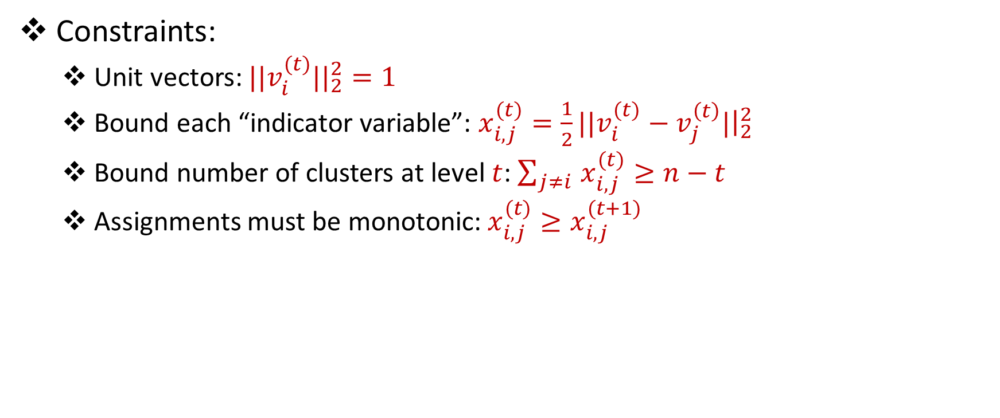 ❖ Constraints:
❖ Unit vectors: $||v_i^{(t)}||_2^2 = 1$
❖ Bound each “indicator variable”: $x_{i,j}^{(t)} = \frac{1}{2}||v_i^{(t)} - v_j^{(t)}||_2^2$
❖ Bound number of clusters at level $t$: $\sum_{j \neq i} x_{i,j}^{(t)} \geq n - t$
❖ Assignments must be monotonic: $x_{i,j}^{(t)} \geq x_{i,j}^{(t+1)}$